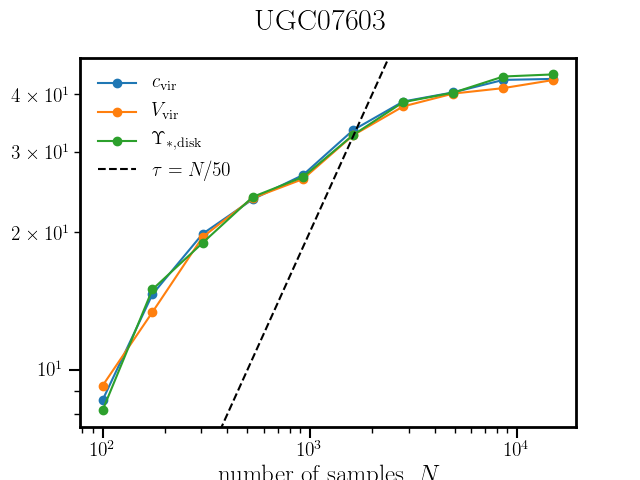 UGC07603
c_vir
V_vir
Υ_{*,disk}
τ = N/50
4 × 10^1
3 × 10^1
2 × 10^1
10^1
10^2 10^3 10^4
number of samples, N